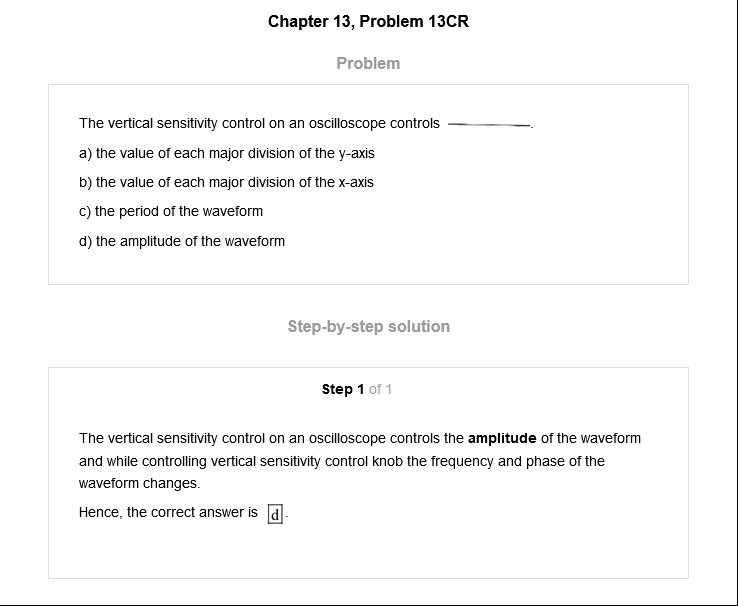 Chapter 13, Problem 13CR
Problem
The vertical sensitivity control on an oscilloscope controls ________.
a) the value of each major division of the y-axis
b) the value of each major division of the x-axis
c) the period of the waveform
d) the amplitude of the waveform
Step-by-step solution
Step 1 of 1
The vertical sensitivity control on an oscilloscope controls the amplitude of the waveform
and while controlling vertical sensitivity control knob the frequency and phase of the
waveform changes.
Hence, the correct answer is d.